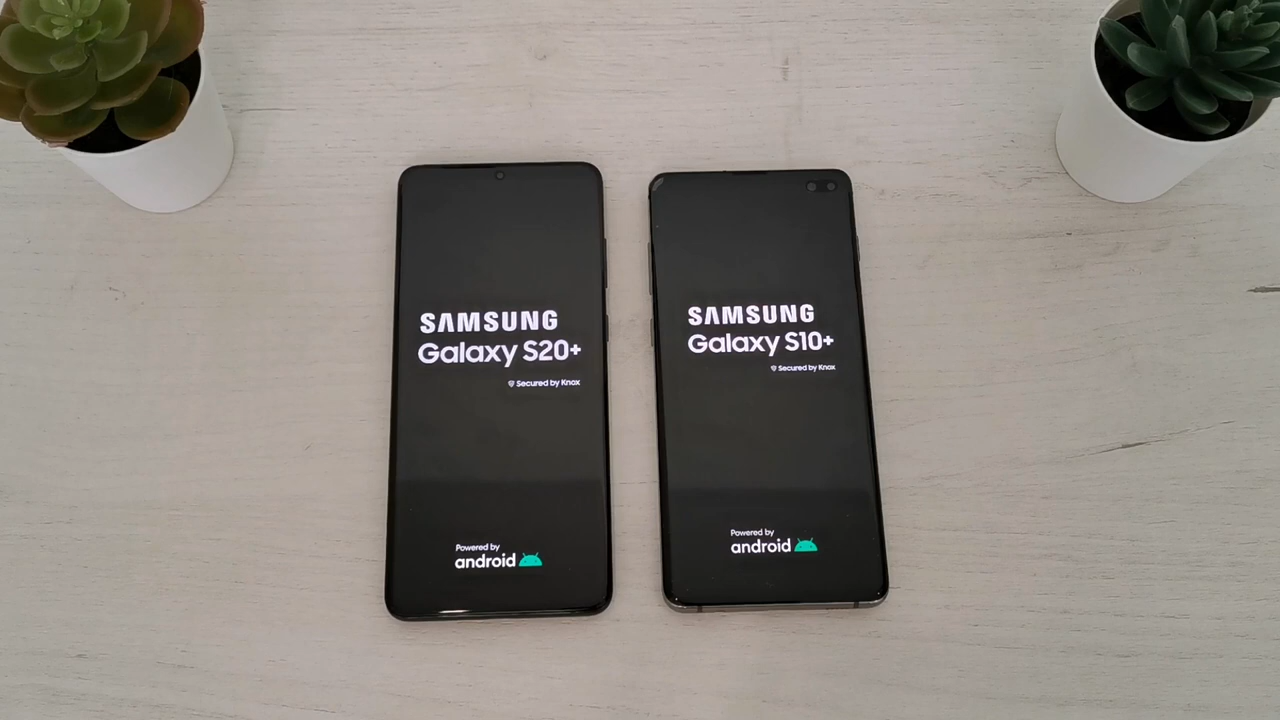 SAMSUNG
Galaxy S20+
Secured by Knox
Powered by
android
SAMSUNG
Galaxy S10+
Secured by Knox
Powered by
android